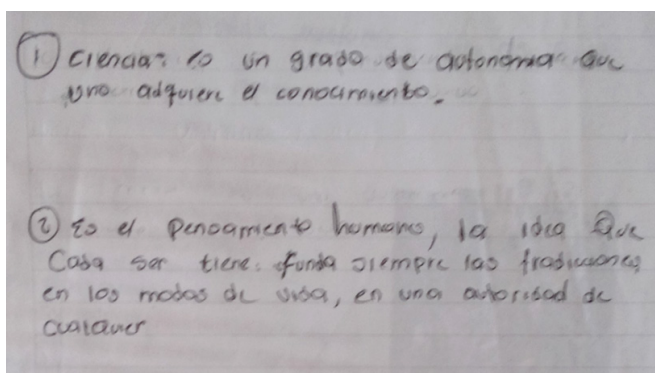 ① Ciencia: es un grado de autonomia que
uno adquiere el conocimiento.
② Es el pensamiento humano, la idea Que
Cada ser tiene. funda siempre las tradiciones
en los modos de vida, en una autoridad de
cualquier